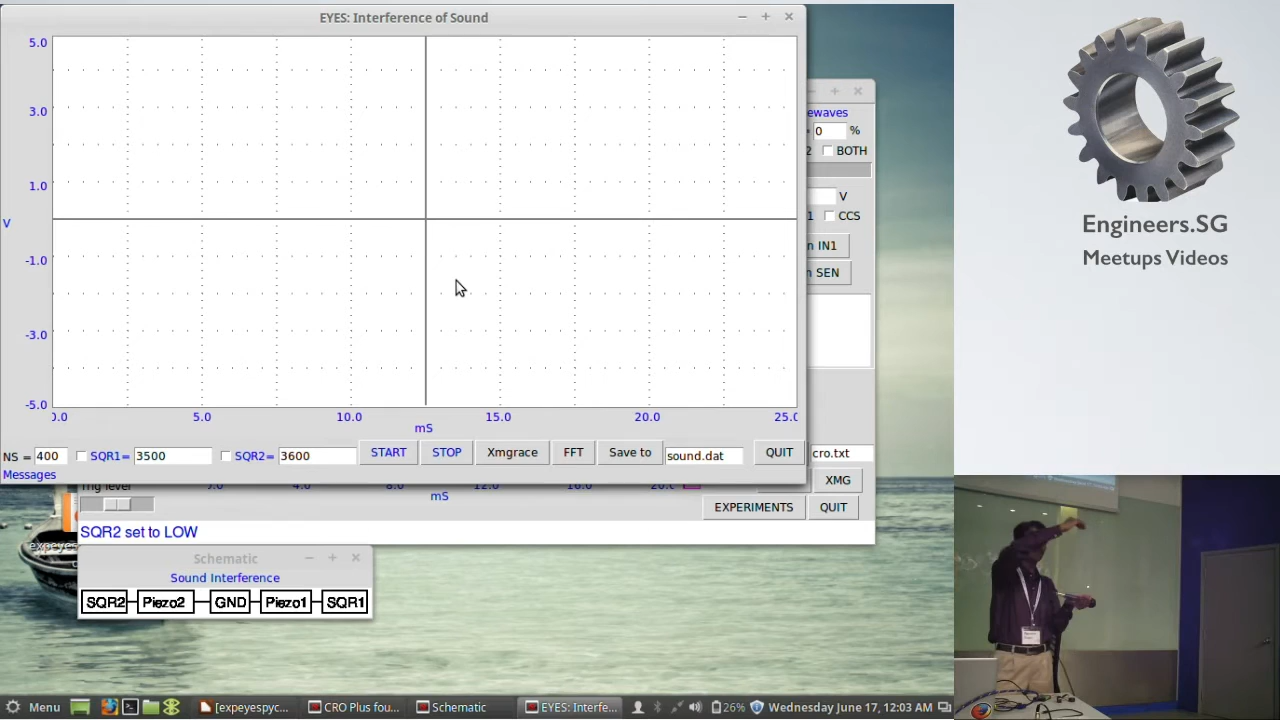 EYES: Interference of Sound
5.0
3.0
1.0
V
-1.0
-3.0
-5.0
5.0
10.0
15.0
20.0
mS
NS = 400 SQR1= 3500 SQR2= 3600 START STOP Xmgrace FFT Save to sound.dat QUIT
Messages
ewaves
0 %
2 BOTH
V
1 CCS
n IN1
n SEN
cro.txt
XMG
mS
EXPERIMENTS QUIT
SQR2 set to LOW
Schematic
Sound Interference
SQR2 Piezo2 GND Piezo1 SQR1
Menu [expeyespyc... CRO Plus fou... Schematic EYES: Interfe... 26% Wednesday June 17, 12:03 AM
Engineers.SG
Meetups Videos